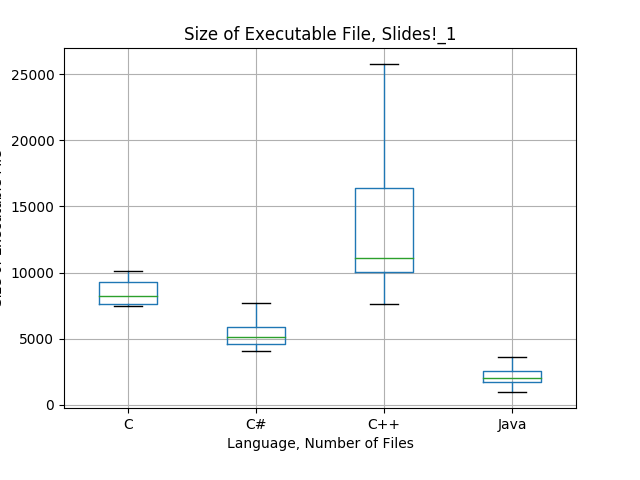 Size of Executable File, Slides!_1
25000
20000
15000
10000
5000
0
C
C#
C++
Java
Language, Number of Files